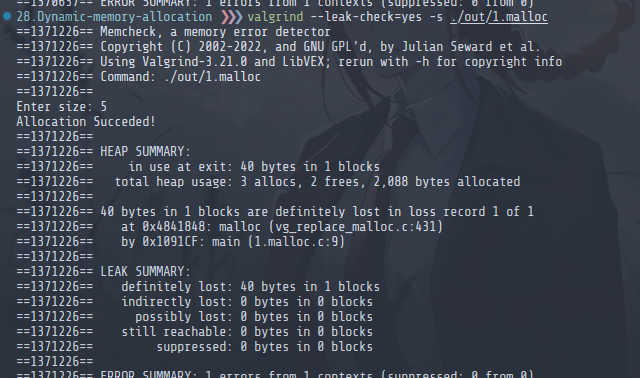 ==1370657== ERROR SUMMARY: 1 errors from 1 contexts (suppressed: 0 from 0)
28.Dynamic-memory-allocation ❯❯❯ valgrind --leak-check=yes -s ./out/1.malloc
==1371226== Memcheck, a memory error detector
==1371226== Copyright (C) 2002-2022, and GNU GPL'd, by Julian Seward et al.
==1371226== Using Valgrind-3.21.0 and LibVEX; rerun with -h for copyright info
==1371226== Command: ./out/1.malloc
==1371226==
Enter size: 5
Allocation Succeded!
==1371226==
==1371226== HEAP SUMMARY:
==1371226==     in use at exit: 40 bytes in 1 blocks
==1371226==   total heap usage: 3 allocs, 2 frees, 2,088 bytes allocated
==1371226==
==1371226== 40 bytes in 1 blocks are definitely lost in loss record 1 of 1
==1371226==    at 0x4841848: malloc (vg_replace_malloc.c:431)
==1371226==    by 0x1091CF: main (1.malloc.c:9)
==1371226==
==1371226== LEAK SUMMARY:
==1371226==    definitely lost: 40 bytes in 1 blocks
==1371226==    indirectly lost: 0 bytes in 0 blocks
==1371226==      possibly lost: 0 bytes in 0 blocks
==1371226==    still reachable: 0 bytes in 0 blocks
==1371226==         suppressed: 0 bytes in 0 blocks
==1371226==
==1371226== ERROR SUMMARY: 1 errors from 1 contexts (suppressed: 0 from 0)